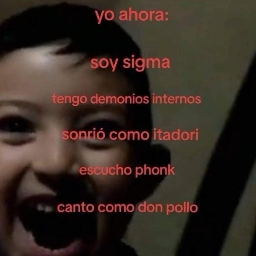 yo ahora:
soy sigma
tengo demonios internos
sonrió como itadori
escucho phonk
canto como don pollo